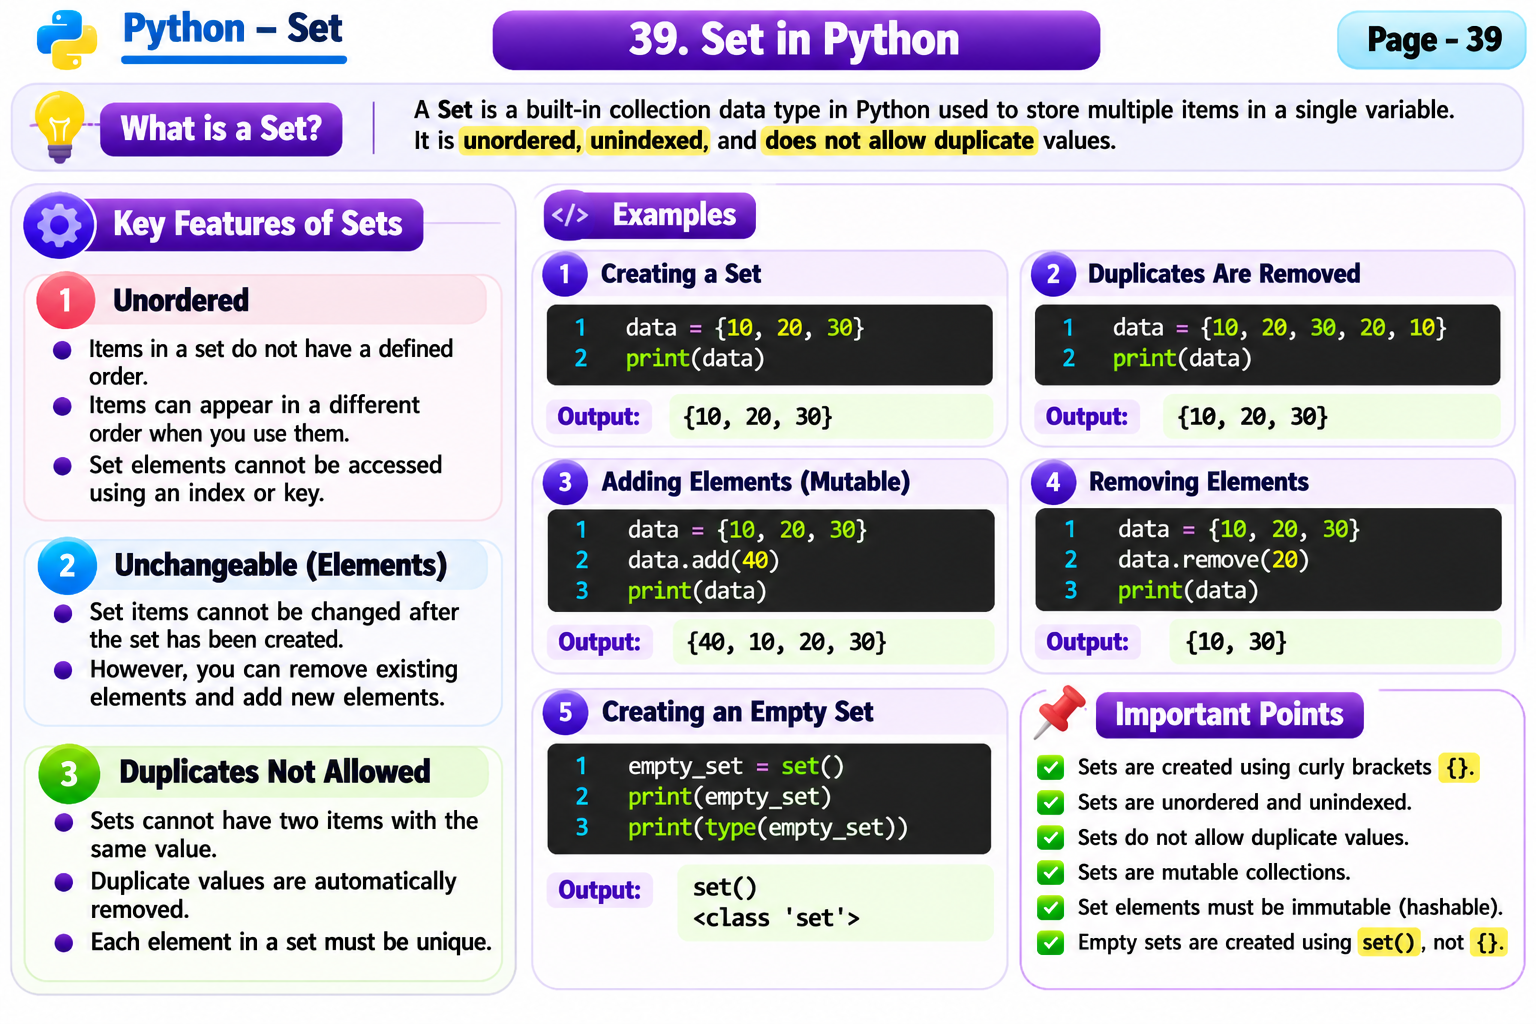 Python – Set
39. Set in Python
Page - 39
What is a Set?
A Set is a built-in collection data type in Python used to store multiple items in a single variable.
It is unordered, unindexed, and does not allow duplicate values.
Key Features of Sets
1 Unordered
Items in a set do not have a defined
order.
Items can appear in a different
order when you use them.
Set elements cannot be accessed
using an index or key.
2 Unchangeable (Elements)
Set items cannot be changed after
the set has been created.
However, you can remove existing
elements and add new elements.
3 Duplicates Not Allowed
Sets cannot have two items with the
same value.
Duplicate values are automatically
removed.
Each element in a set must be unique.
</> Examples
1 Creating a Set
1 data = {10, 20, 30}
2 print(data)
Output: {10, 20, 30}
2 Duplicates Are Removed
1 data = {10, 20, 30, 20, 10}
2 print(data)
Output: {10, 20, 30}
3 Adding Elements (Mutable)
1 data = {10, 20, 30}
2 data.add(40)
3 print(data)
Output: {40, 10, 20, 30}
4 Removing Elements
1 data = {10, 20, 30}
2 data.remove(20)
3 print(data)
Output: {10, 30}
5 Creating an Empty Set
1 empty_set = set()
2 print(empty_set)
3 print(type(empty_set))
Output: set()
<class 'set'>
Important Points
Sets are created using curly brackets {}.
Sets are unordered and unindexed.
Sets do not allow duplicate values.
Sets are mutable collections.
Set elements must be immutable (hashable).
Empty sets are created using set(), not {}.